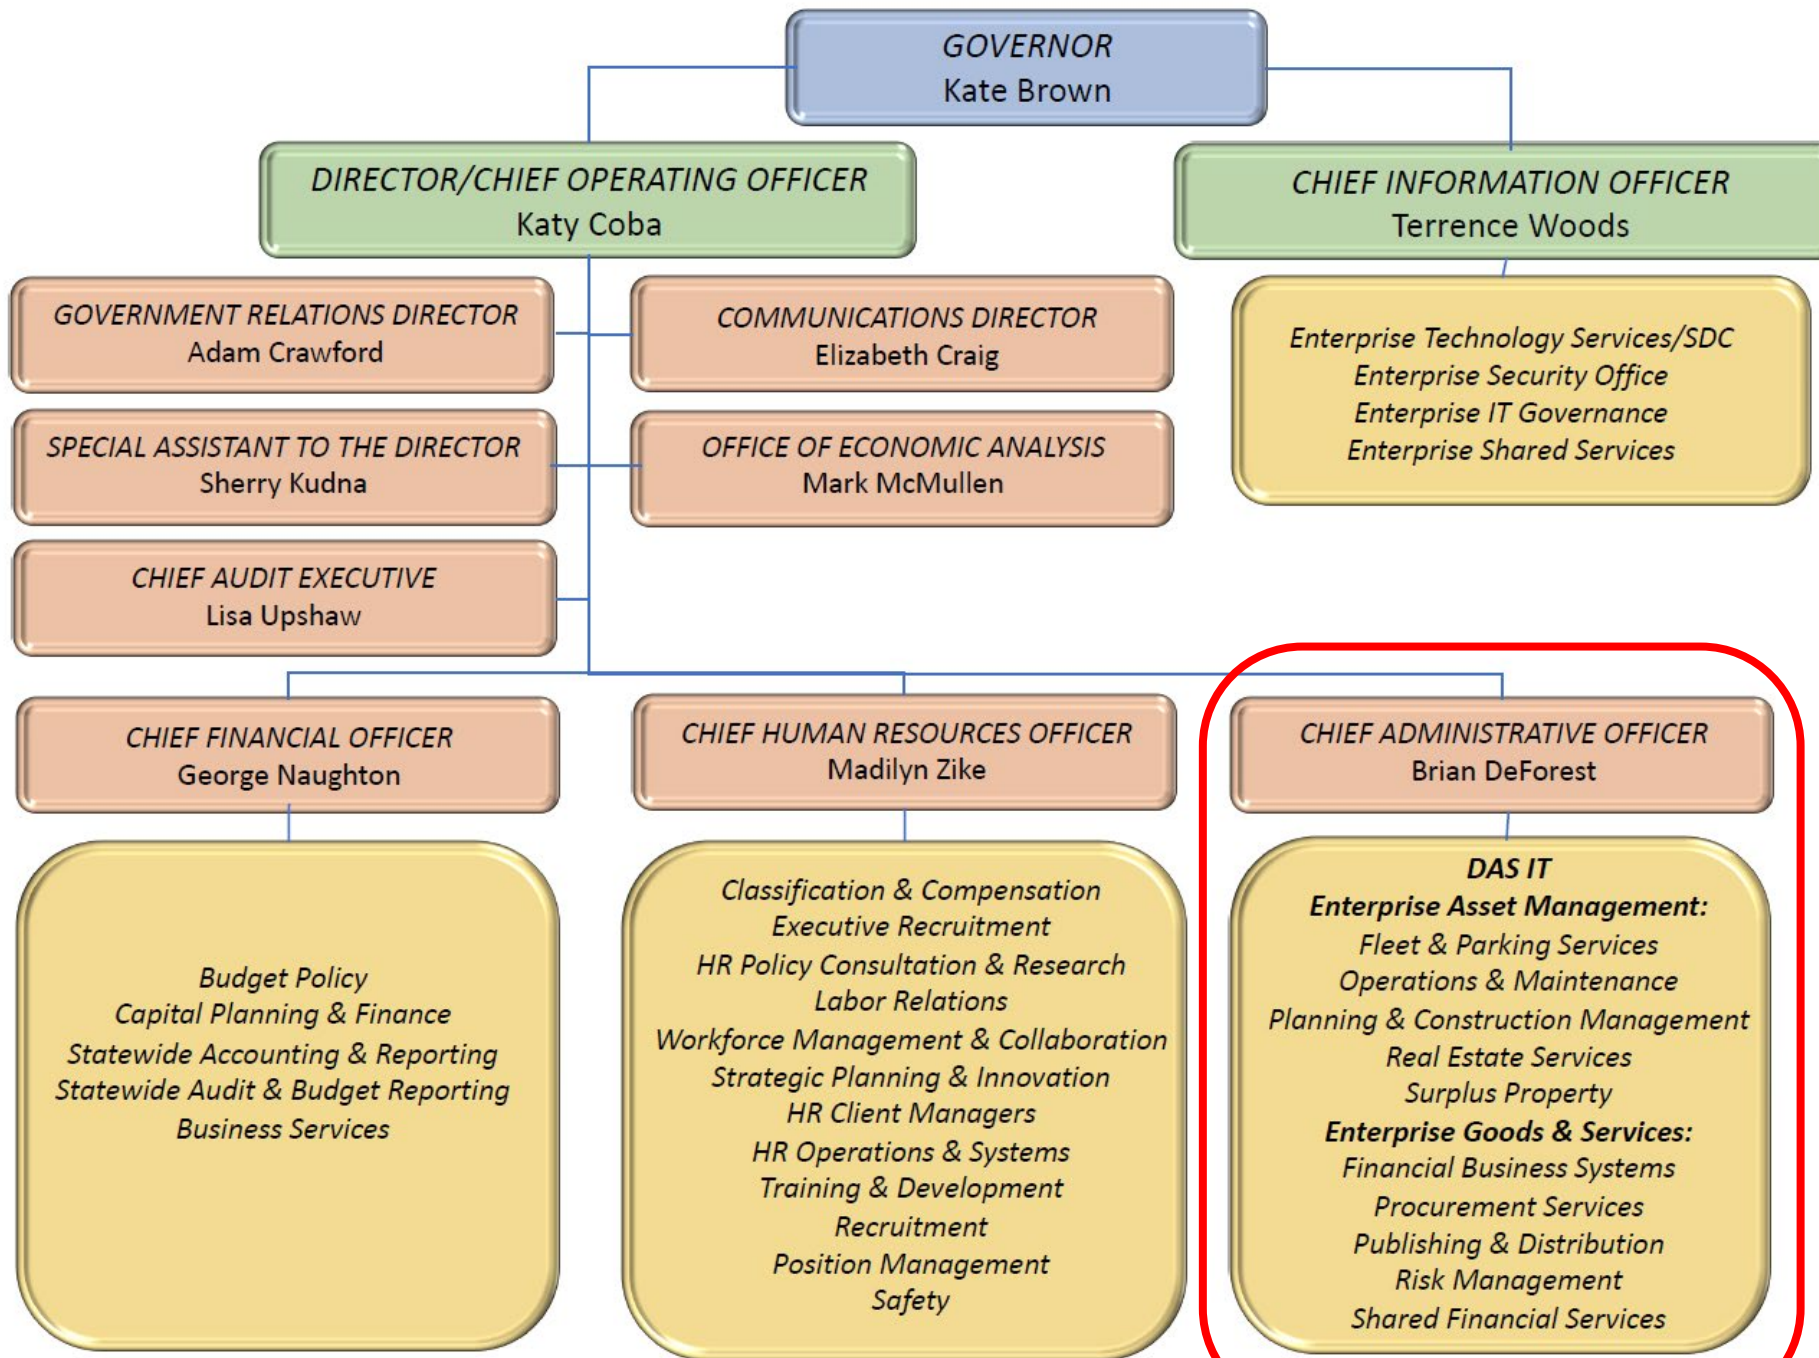 GOVERNOR
Kate Brown
DIRECTOR/CHIEF OPERATING OFFICER
Katy Coba
CHIEF INFORMATION OFFICER
Terrence Woods
GOVERNMENT RELATIONS DIRECTOR
Adam Crawford
COMMUNICATIONS DIRECTOR
Elizabeth Craig
Enterprise Technology Services/SDC
Enterprise Security Office
Enterprise IT Governance
Enterprise Shared Services
SPECIAL ASSISTANT TO THE DIRECTOR
Sherry Kudna
OFFICE OF ECONOMIC ANALYSIS
Mark McMullen
CHIEF AUDIT EXECUTIVE
Lisa Upshaw
CHIEF FINANCIAL OFFICER
George Naughton
CHIEF HUMAN RESOURCES OFFICER
Madilyn Zike
CHIEF ADMINISTRATIVE OFFICER
Brian DeForest
Budget Policy
Capital Planning & Finance
Statewide Accounting & Reporting
Statewide Audit & Budget Reporting
Business Services
Classification & Compensation
Executive Recruitment
HR Policy Consultation & Research
Labor Relations
Workforce Management & Collaboration
Strategic Planning & Innovation
HR Client Managers
HR Operations & Systems
Training & Development
Recruitment
Position Management
Safety
DAS IT
Enterprise Asset Management:
Fleet & Parking Services
Operations & Maintenance
Planning & Construction Management
Real Estate Services
Surplus Property
Enterprise Goods & Services:
Financial Business Systems
Procurement Services
Publishing & Distribution
Risk Management
Shared Financial Services